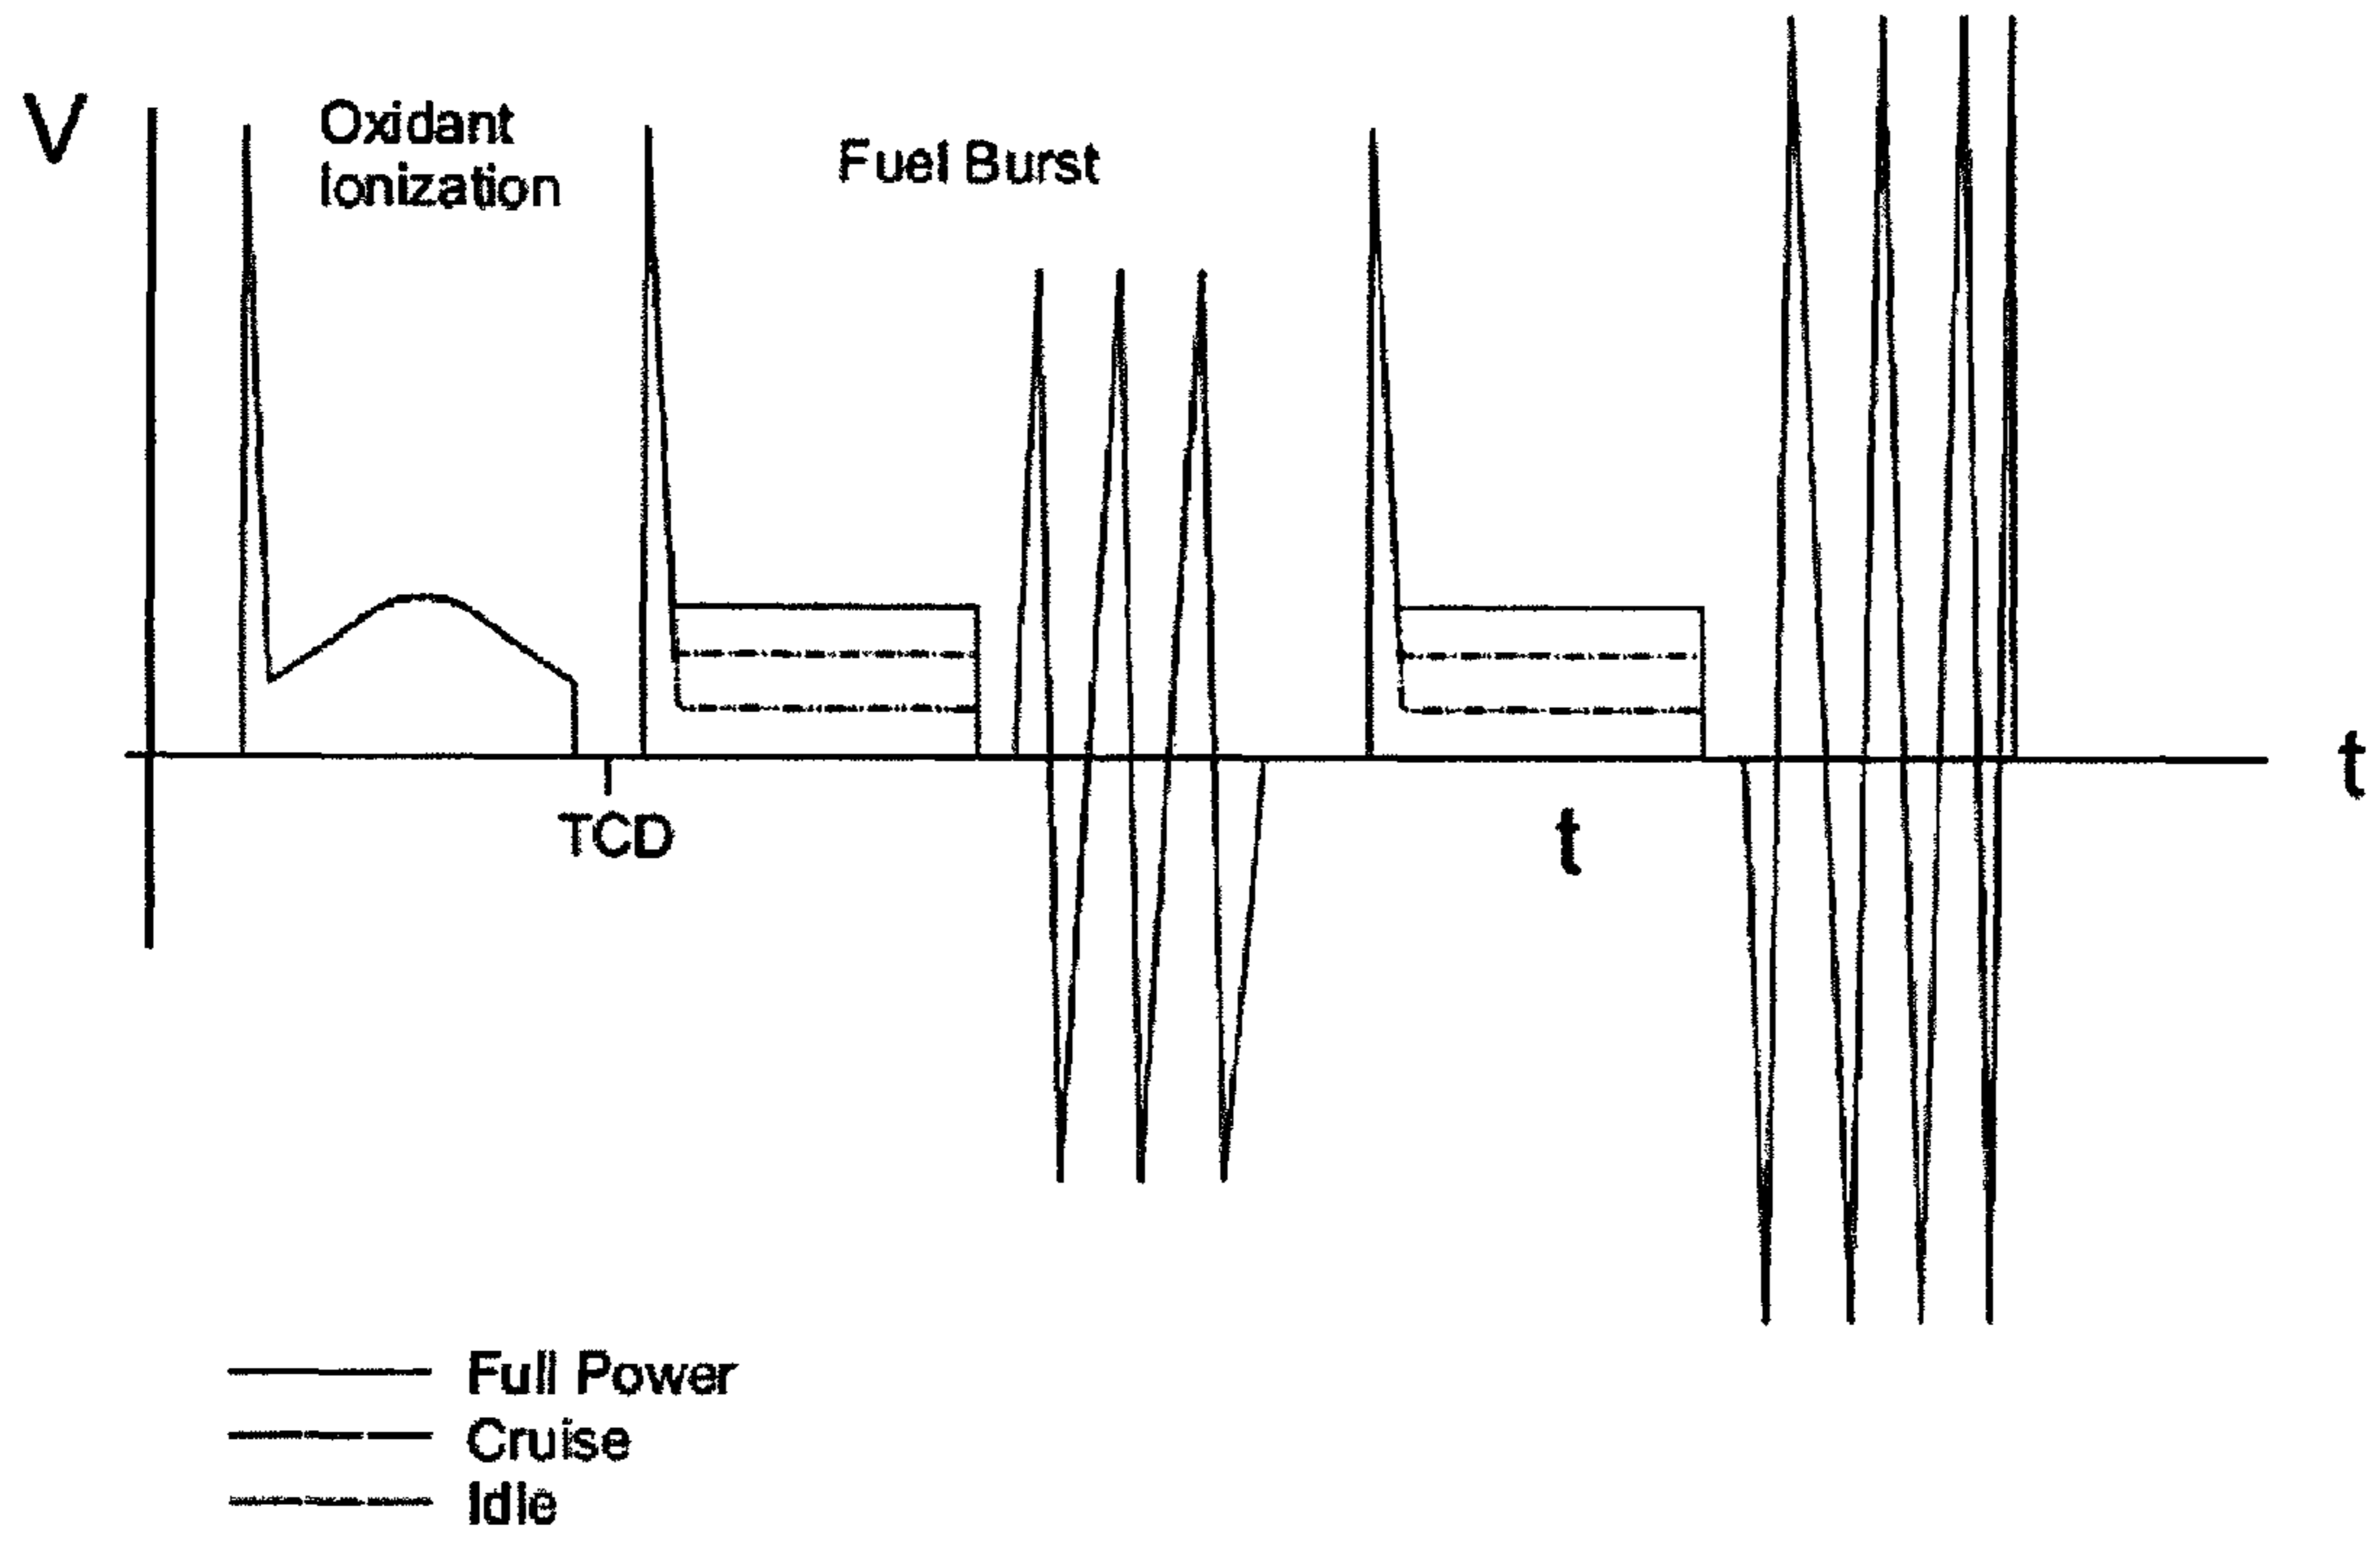 V
Oxidant
Ionization
Fuel Burst
t
TCD
t
Full Power
Cruise
Idle